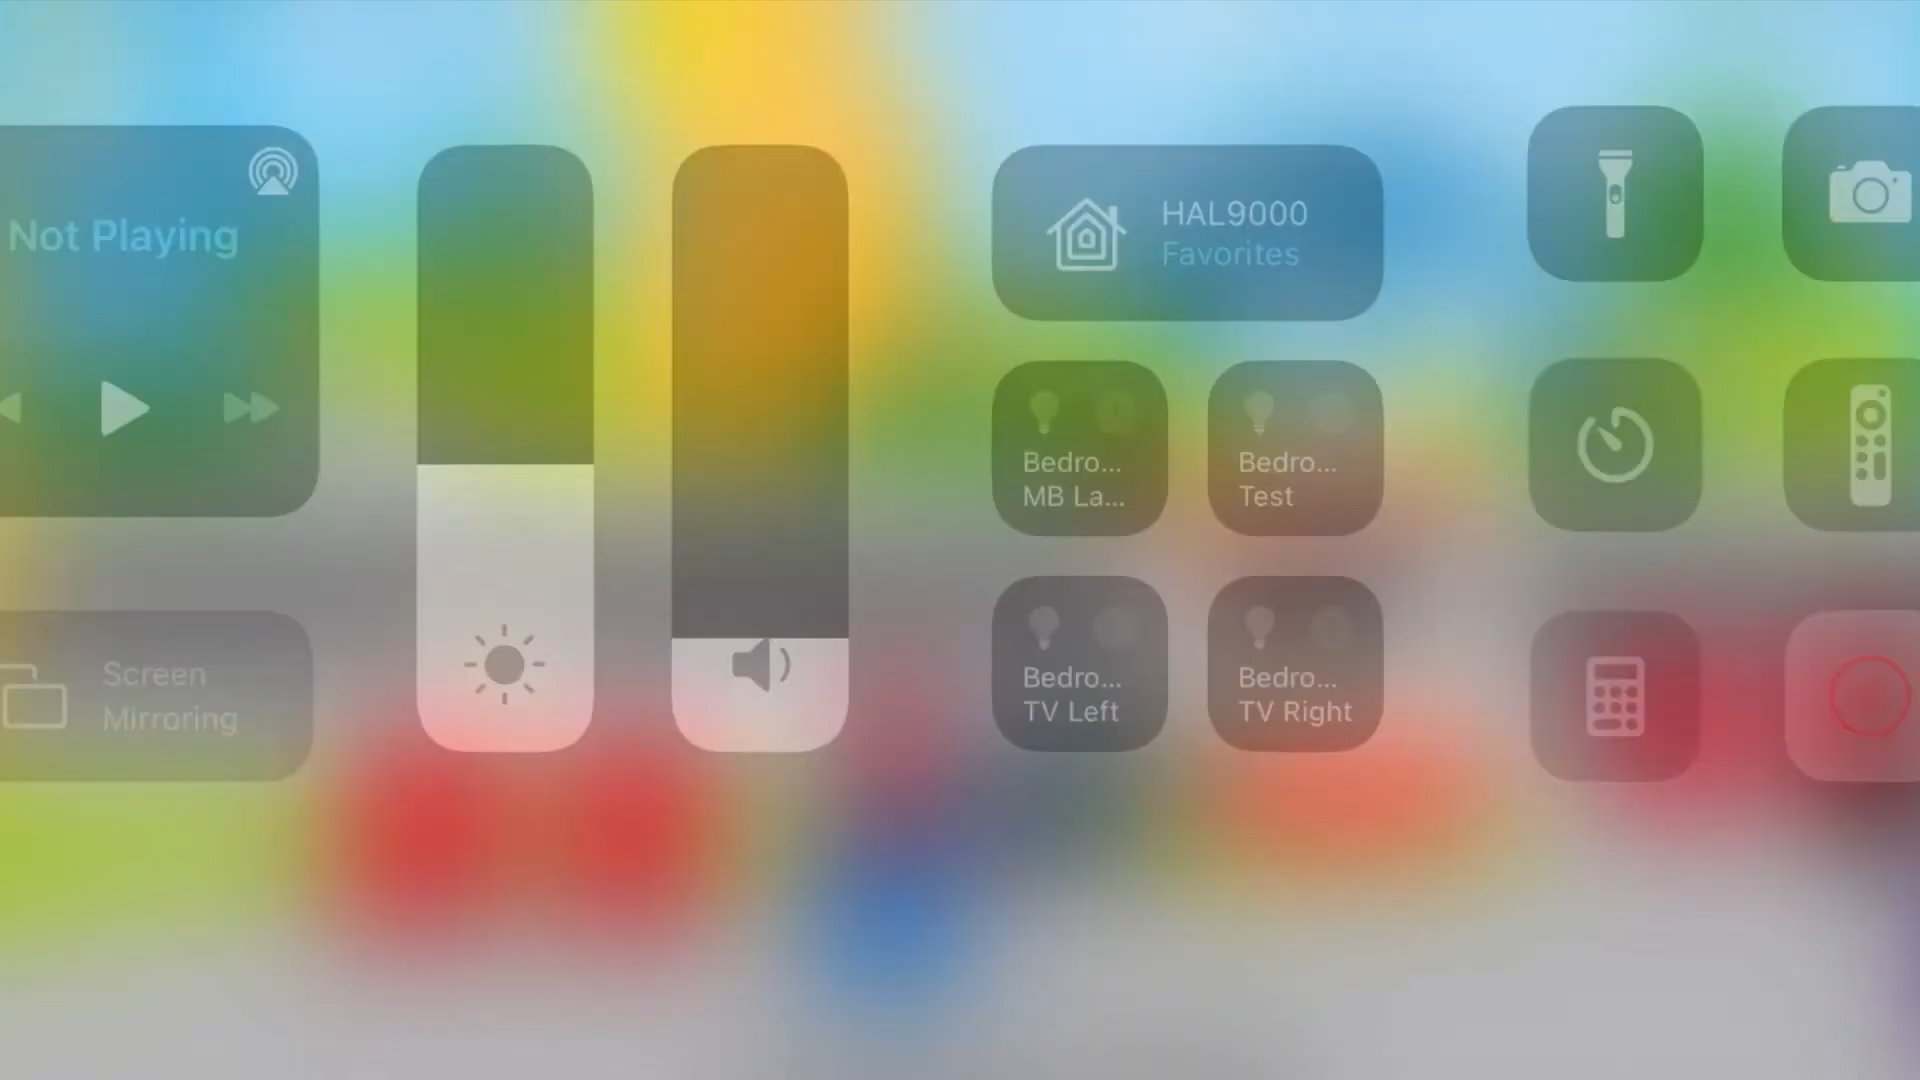 Not Playing
Screen
Mirroring
HAL9000
Favorites
Bedro...
MB La...
Bedro...
Test
Bedro...
TV Left
Bedro...
TV Right